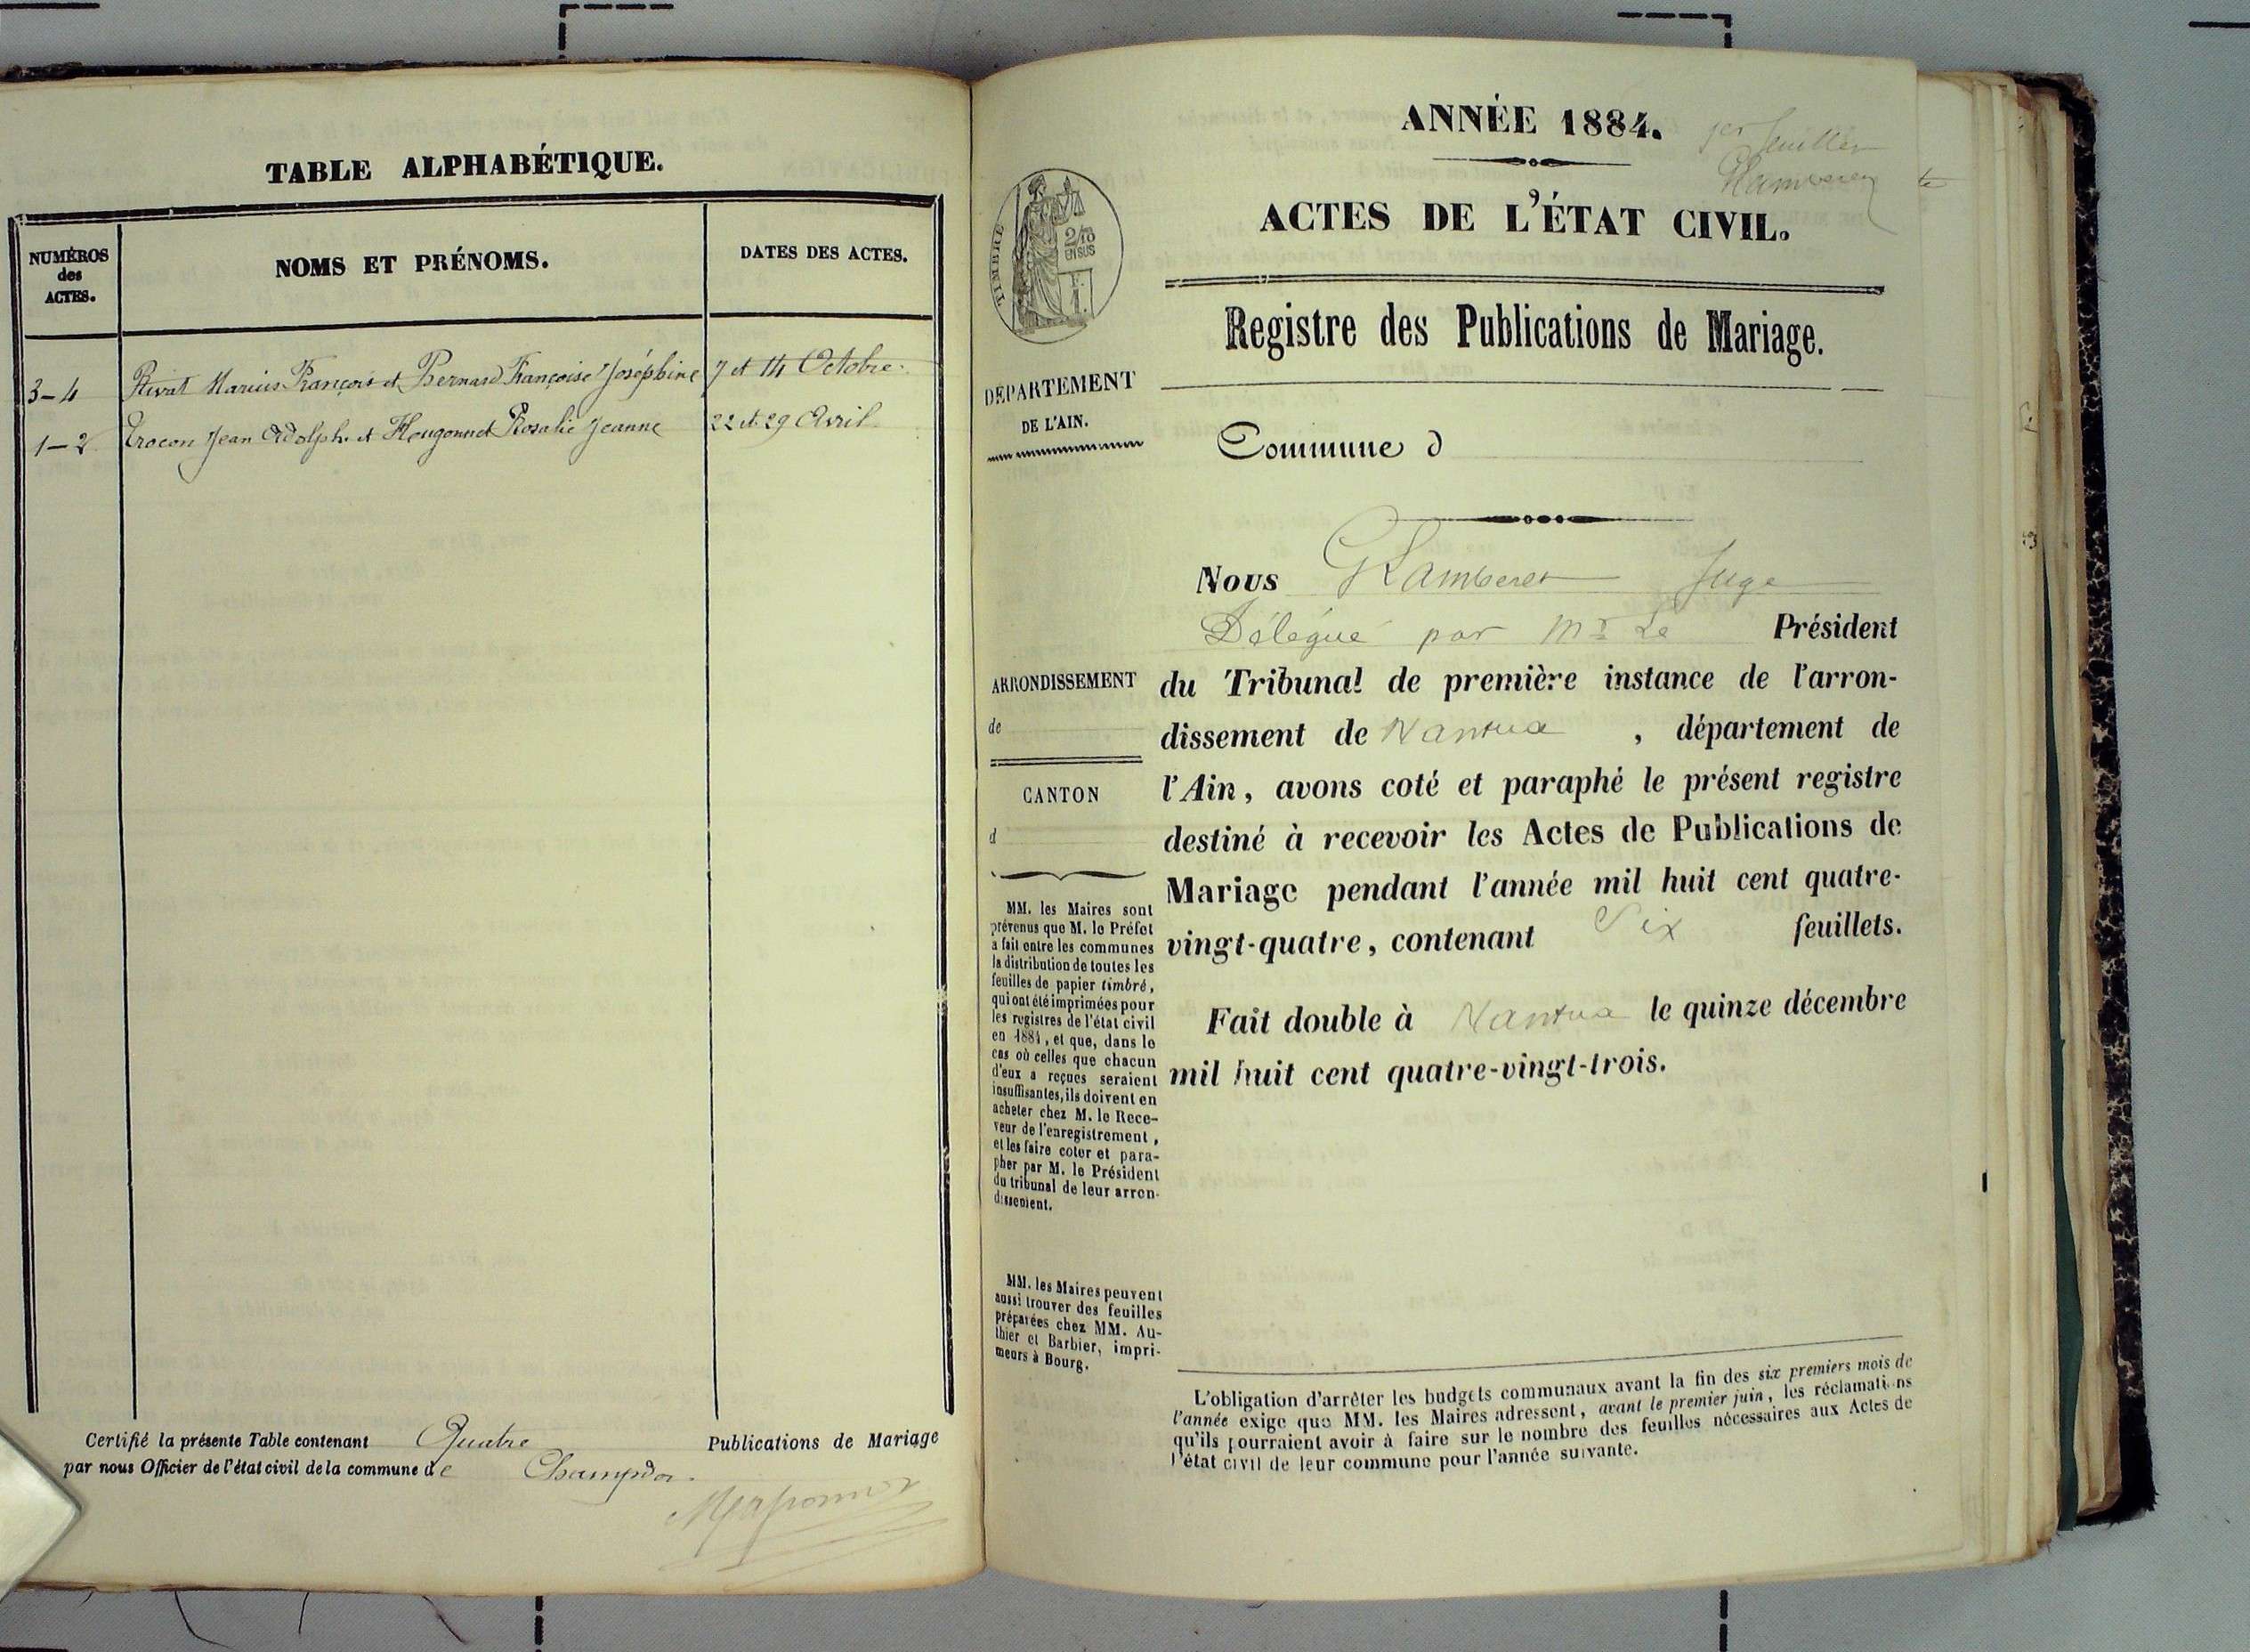 TABLE ALPHABÉTIQUE.
NUMÉROS
des
ACTES.
NOMS ET PRÉNOMS.
DATES DES ACTES.
3-4 Rivat Marius François et Bernard Françoise Joséphine 7 et 14 Octobre.
1-2 Trocon Jean Adolphe et Hugonnet Rosalie Jeanne 22 et 29 Avril
Certifié la présente Table contenant Quatre Publications de Mariage
par nous Officier de l'état civil de la commune de Champdor.
ANNÉE 1884.
1er feuillet
Ramberet
ACTES DE L'ÉTAT CIVIL.
TIMBRE
2/10
EN SUS
Registre des Publications de Mariage.
DÉPARTEMENT
DE L'AIN.
Commune d
Nous Ramberet Juge
Délégué par Mr Le Président
ARRONDISSEMENT
de
CANTON
d
du Tribunal de première instance de l'arron-
dissement de Nantua, département de
l'Ain, avons coté et paraphé le présent registre
destiné à recevoir les Actes de Publications de
Mariage pendant l'année mil huit cent quatre-
vingt-quatre, contenant Six feuillets.
Fait double à Nantua le quinze décembre
mil huit cent quatre-vingt-trois.
MM. les Maires sont
prévenus que M. le Préfet
a fait entre les communes
la distribution de toutes les
feuilles de papier timbré,
qui ont été imprimées pour
les registres de l'état civil
en 1884, et que, dans le
cas où celles que chacun
d'eux a reçues seraient
insuffisantes, ils doivent en
acheter chez M. le Rece-
veur de l'enregistrement,
et les faire coter et para-
pher par M. le Président
du tribunal de leur arron-
dissement.
MM. les Maires peuvent
aussi trouver des feuilles
préparées chez MM. Au-
thier et Barbier, impri-
meurs à Bourg.
L'obligation d'arrêter les budgets communaux avant la fin des six premiers mois de
l'année exige que MM. les Maires adressent, avant le premier juin, les réclamations
qu'ils pourraient avoir à faire sur le nombre des feuilles nécessaires aux Actes de
l'état civil de leur commune pour l'année suivante.